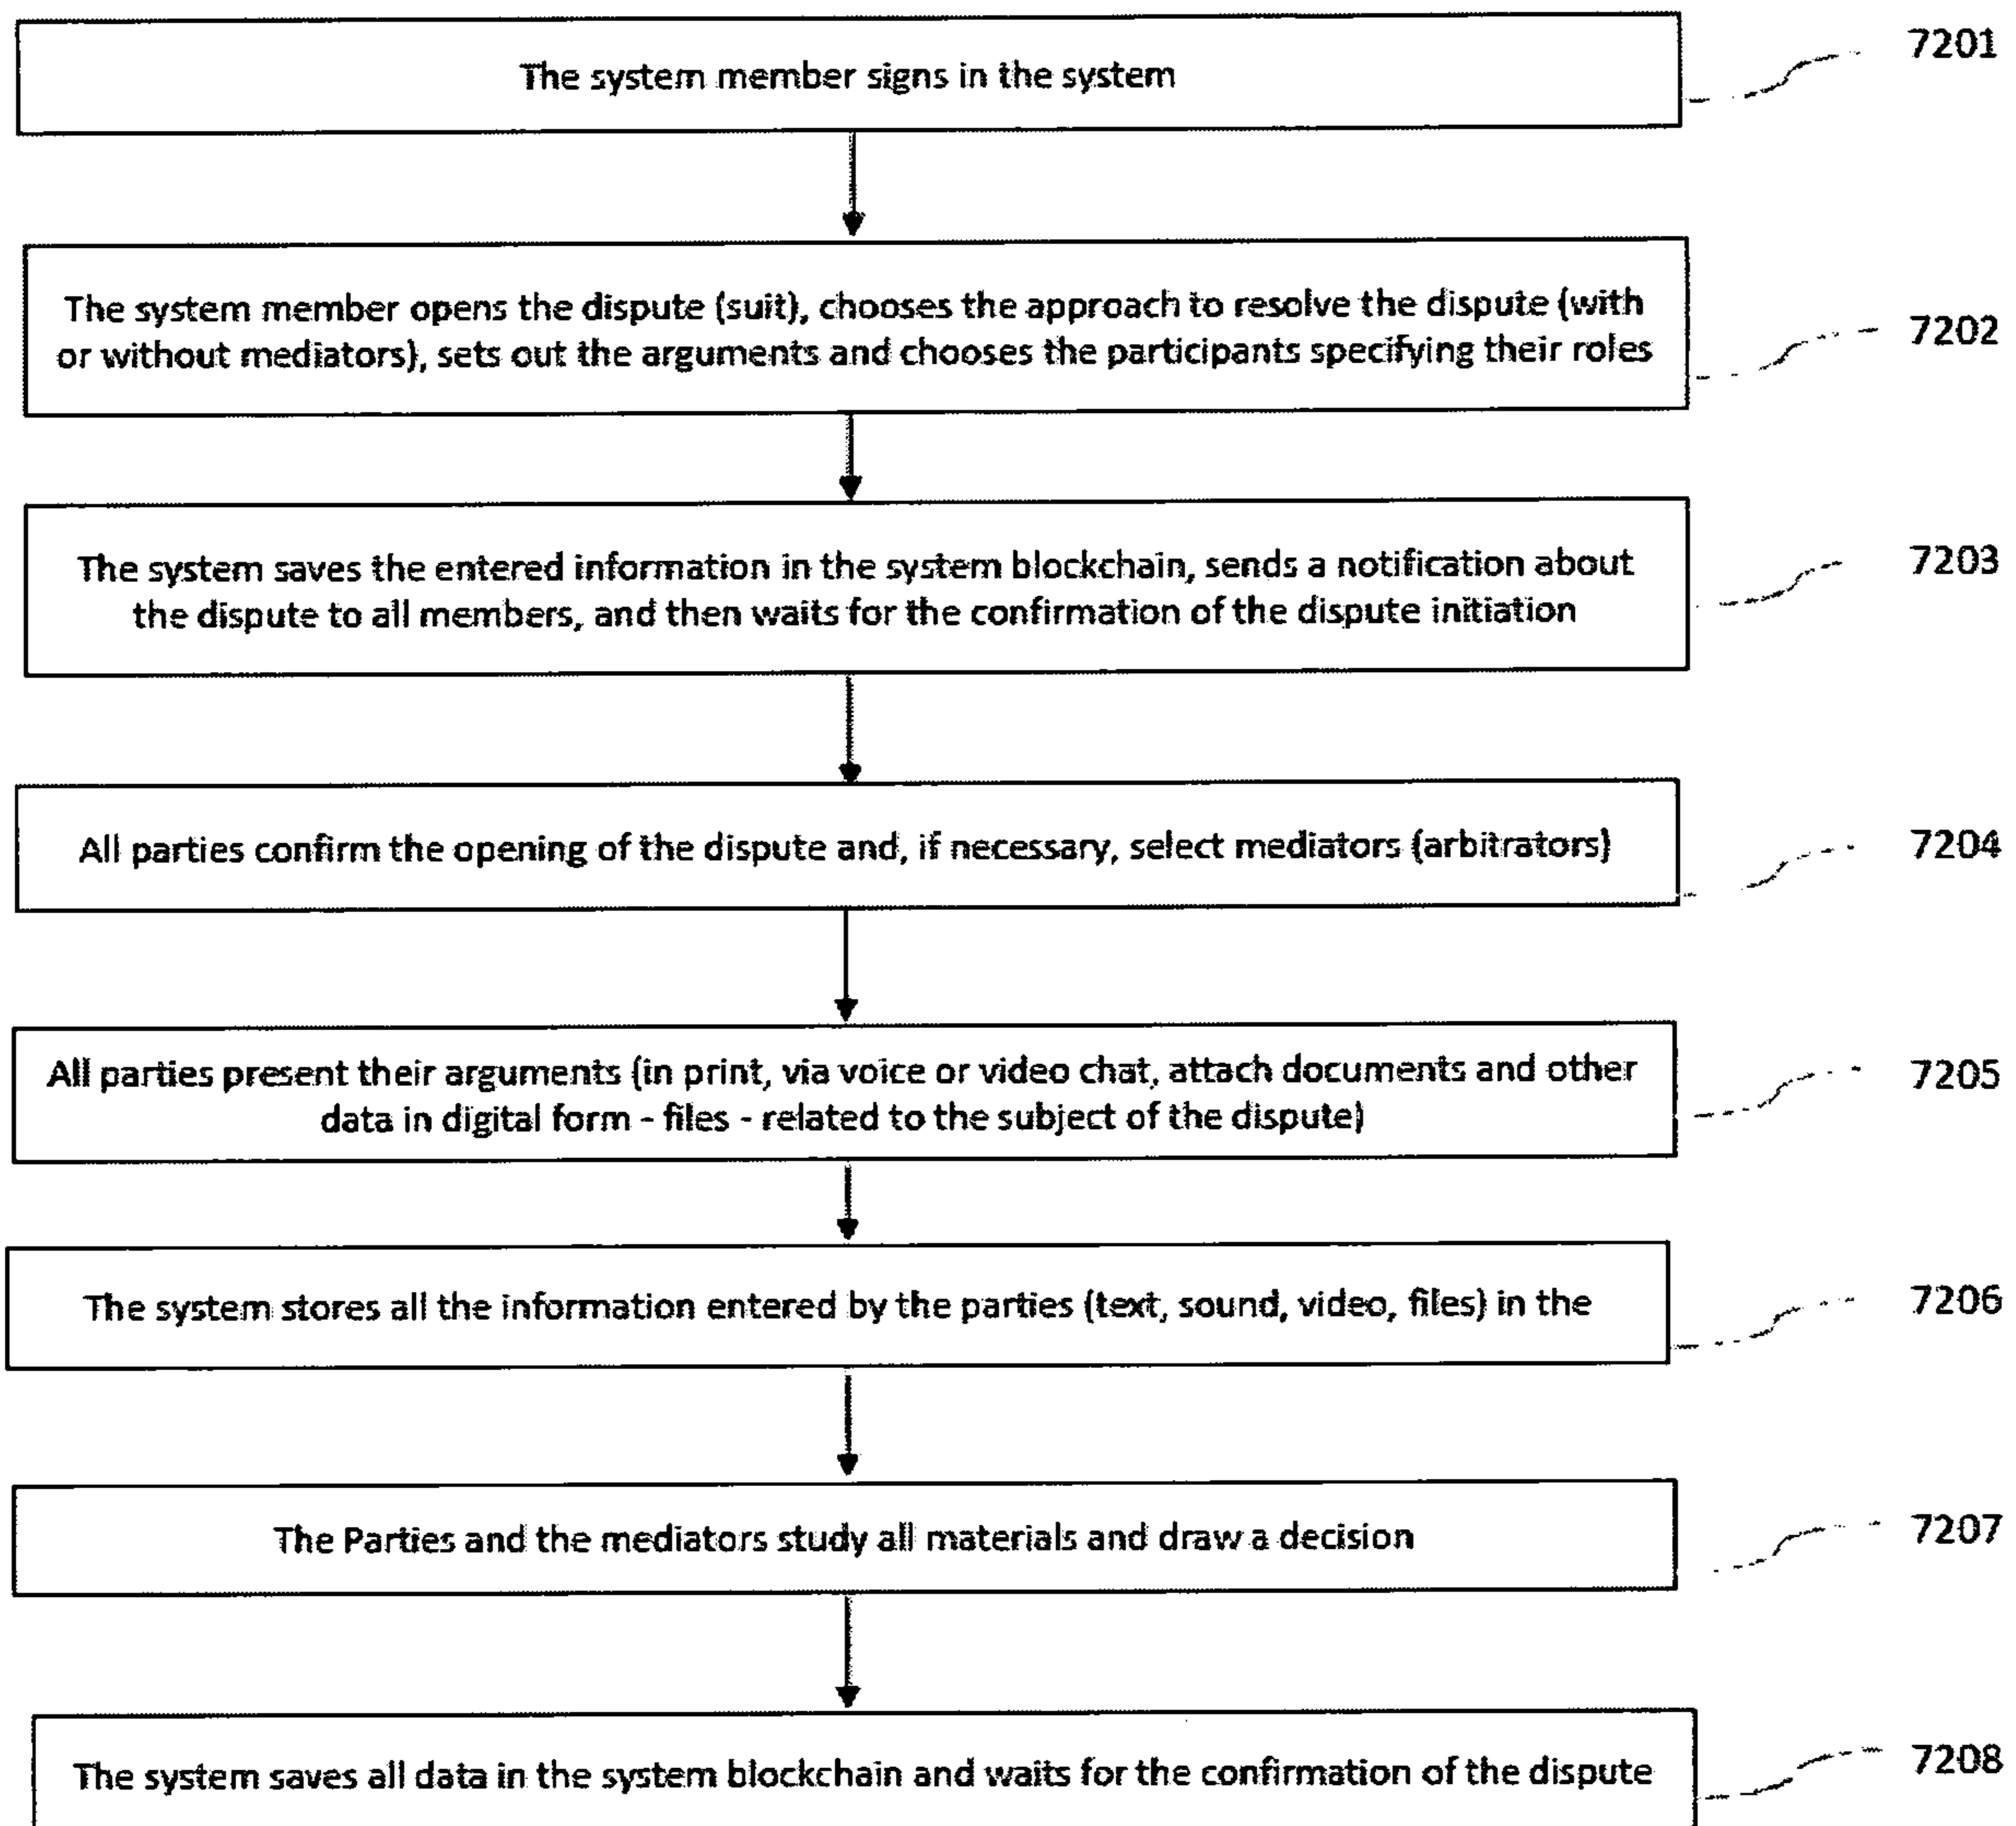 The system member signs in the system
7201
The system member opens the dispute (suit), chooses the approach to resolve the dispute (with
or without mediators), sets out the arguments and chooses the participants specifying their roles
7202
The system saves the entered information in the system blockchain, sends a notification about
the dispute to all members, and then waits for the confirmation of the dispute initiation
7203
All parties confirm the opening of the dispute and, if necessary, select mediators (arbitrators)
7204
All parties present their arguments (in print, via voice or video chat, attach documents and other
data in digital form - files - related to the subject of the dispute)
7205
The system stores all the information entered by the parties (text, sound, video, files) in the
7206
The Parties and the mediators study all materials and draw a decision
7207
The system saves all data in the system blockchain and waits for the confirmation of the dispute
7208